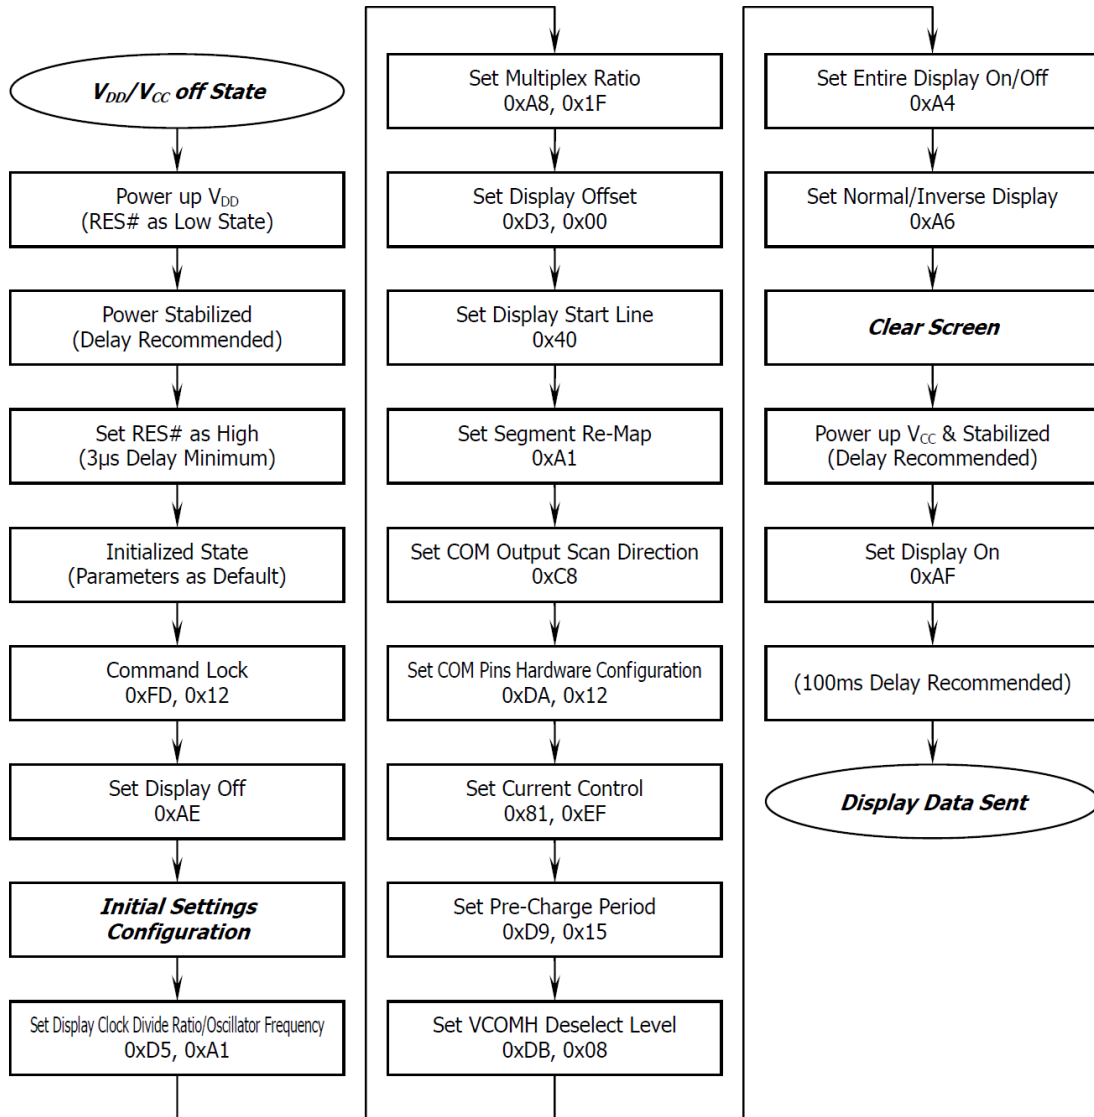 VDD/VCC off State
Power up VDD
(RES# as Low State)
Power Stabilized
(Delay Recommended)
Set RES# as High
(3μs Delay Minimum)
Initialized State
(Parameters as Default)
Command Lock
0xFD, 0x12
Set Display Off
0xAE
Initial Settings
Configuration
Set Display Clock Divide Ratio/Oscillator Frequency
0xD5, 0xA1
Set Multiplex Ratio
0xA8, 0x1F
Set Display Offset
0xD3, 0x00
Set Display Start Line
0x40
Set Segment Re-Map
0xA1
Set COM Output Scan Direction
0xC8
Set COM Pins Hardware Configuration
0xDA, 0x12
Set Current Control
0x81, 0xEF
Set Pre-Charge Period
0xD9, 0x15
Set VCOMH Deselect Level
0xDB, 0x08
Set Entire Display On/Off
0xA4
Set Normal/Inverse Display
0xA6
Clear Screen
Power up VCC & Stabilized
(Delay Recommended)
Set Display On
0xAF
(100ms Delay Recommended)
Display Data Sent